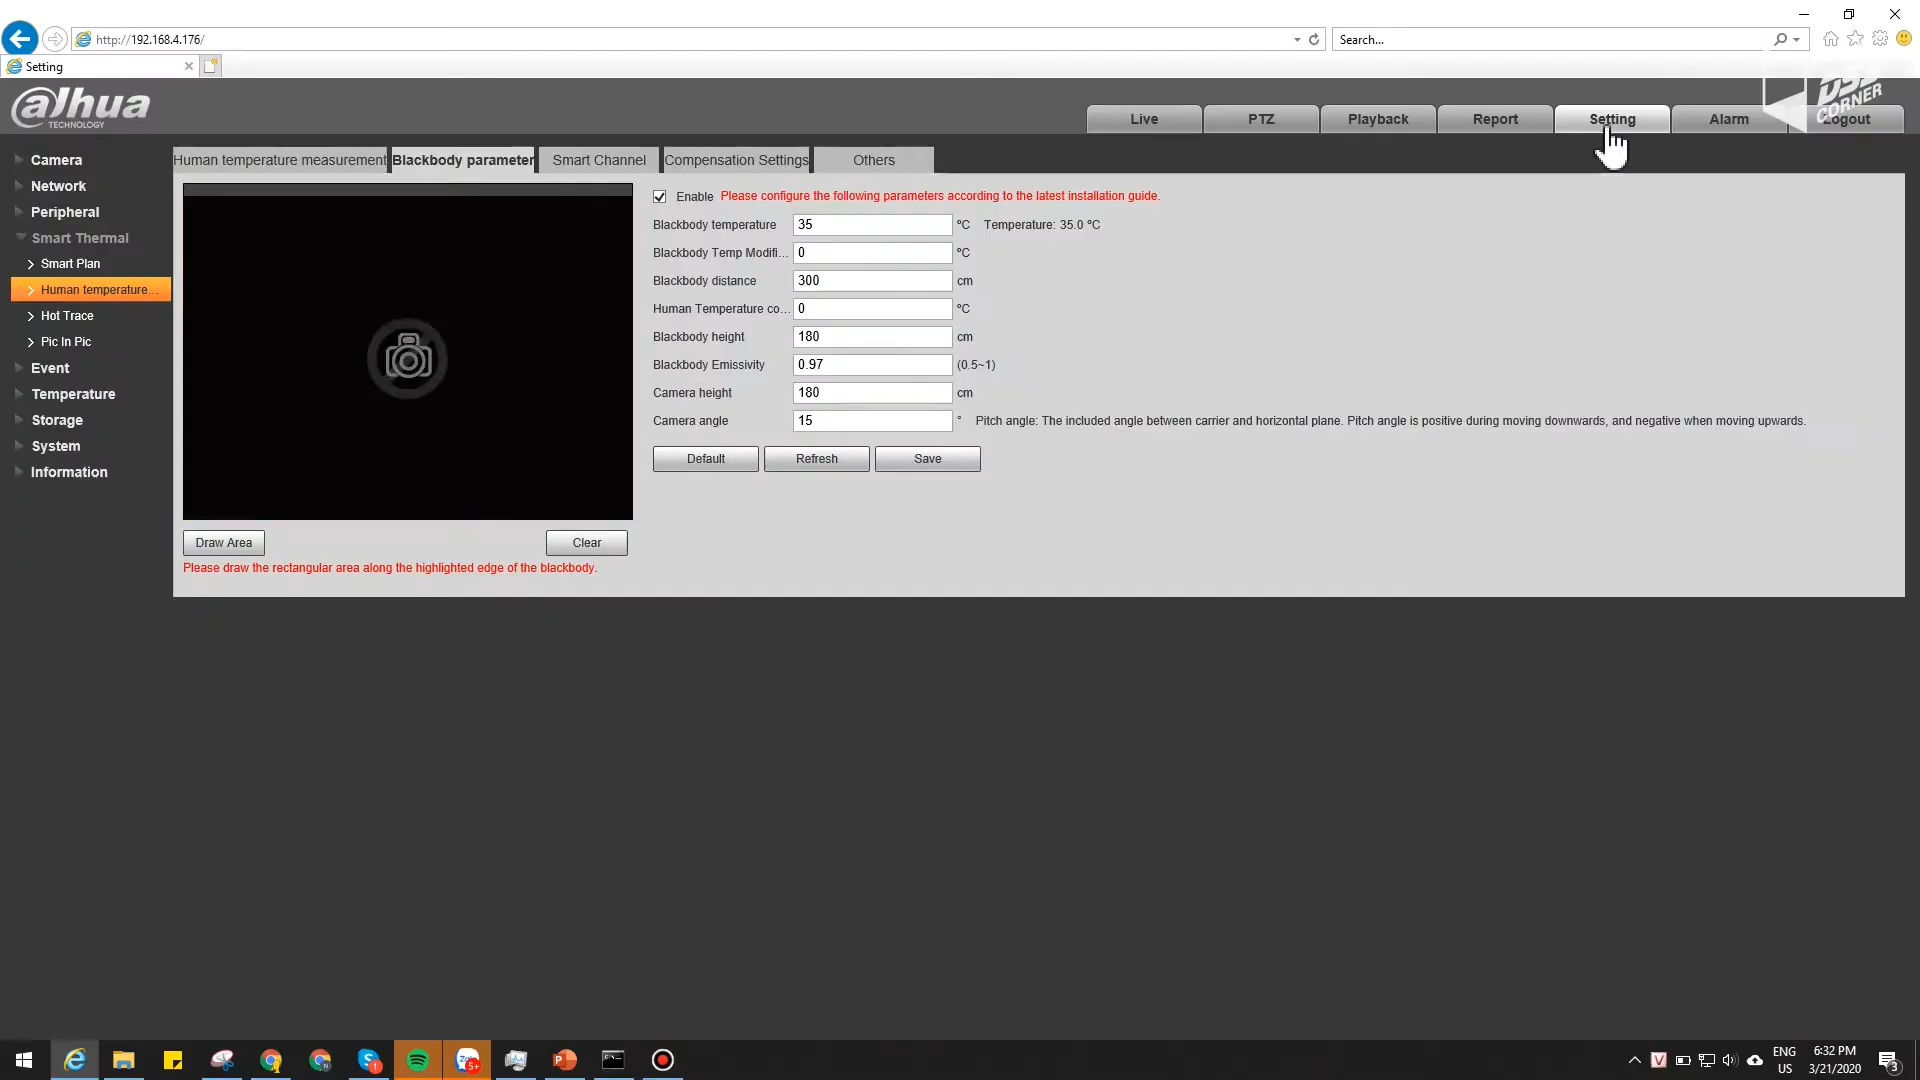 http://192.168.4.176/
Search...
Setting
alhua
TECHNOLOGY
DSS
CORNER
Live
PTZ
Playback
Report
Setting
Alarm
Logout
Camera
Network
Peripheral
Smart Thermal
Smart Plan
Human temperature...
Hot Trace
Pic In Pic
Event
Temperature
Storage
System
Information
Human temperature measurement
Blackbody parameter
Smart Channel
Compensation Settings
Others
Enable Please configure the following parameters according to the latest installation guide.
Blackbody temperature 35 °C Temperature: 35.0 °C
Blackbody Temp Modifi... 0 °C
Blackbody distance 300 cm
Human Temperature co... 0 °C
Blackbody height 180 cm
Blackbody Emissivity 0.97 (0.5~1)
Camera height 180 cm
Camera angle 15 ° Pitch angle: The included angle between carrier and horizontal plane. Pitch angle is positive during moving downwards, and negative when moving upwards.
Default Refresh Save
Draw Area Clear
Please draw the rectangular area along the highlighted edge of the blackbody.
ENG
US
6:32 PM
3/21/2020
3